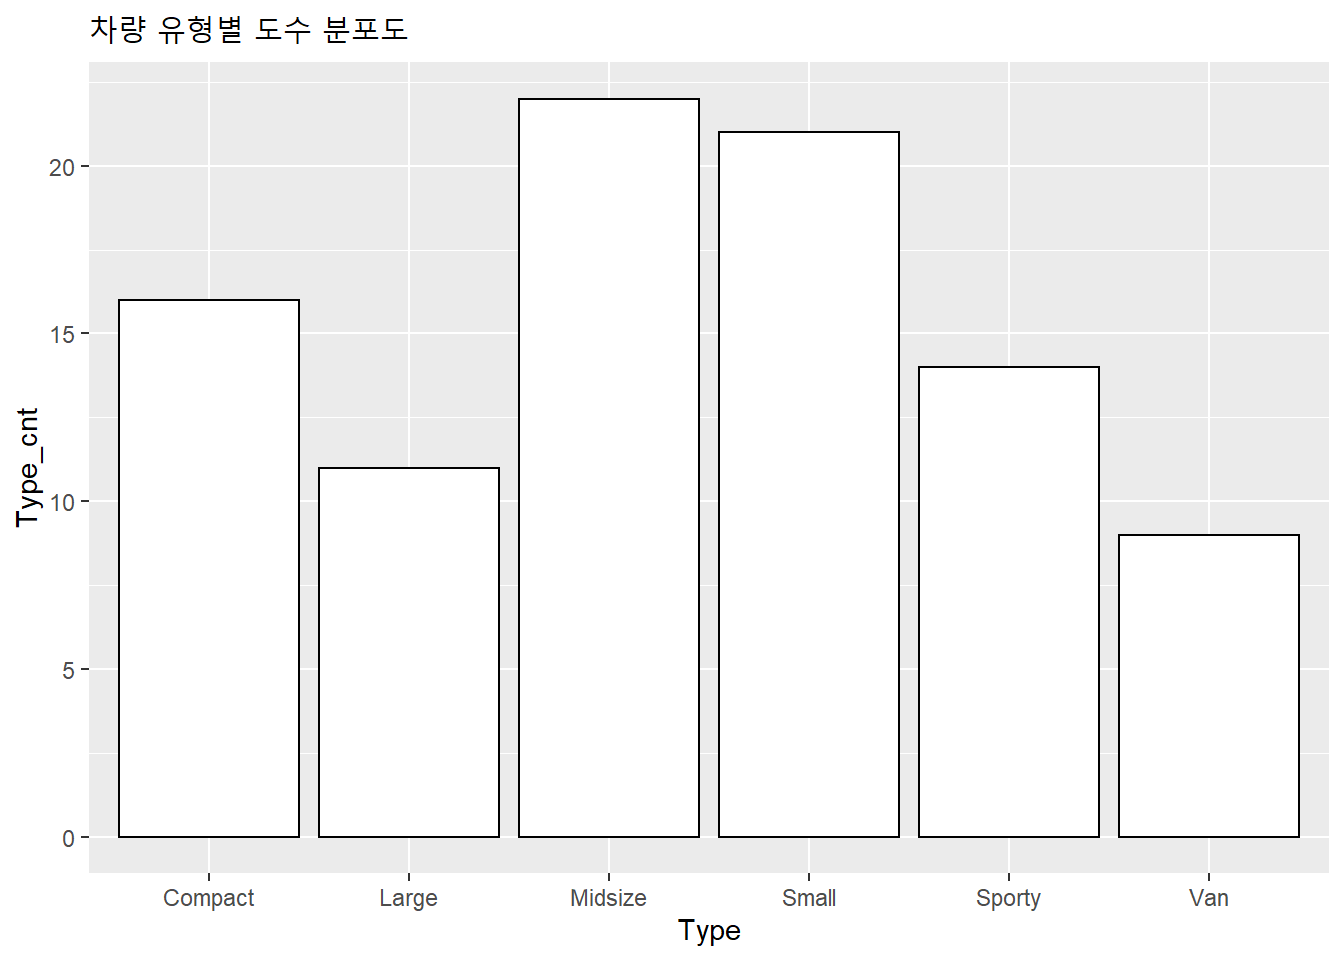 차량 유형별 도수 분포도
Type_cnt
20
15
10
5
0
Compact Large Midsize Small Sporty Van
Type